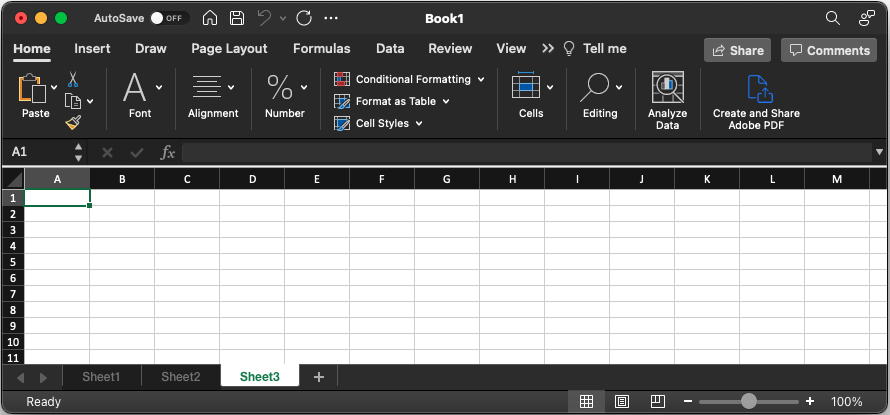 AutoSave OFF Book1
Home Insert Draw Page Layout Formulas Data Review View Tell me Share Comments
Paste Font Alignment Number Conditional Formatting Format as Table Cell Styles Cells Editing Analyze Data Create and Share Adobe PDF
A1 fx
A B C D E F G H I J K L M
1
2
3
4
5
6
7
8
9
10
11
Sheet1 Sheet2 Sheet3 +
Ready 100%